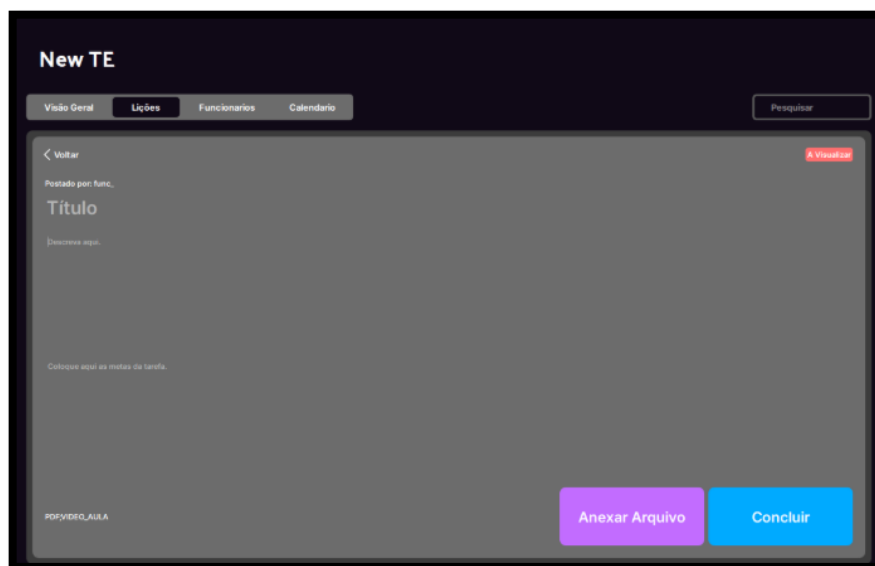 New TE
Visão Geral Lições Funcionarios Calendario Pesquisar
Voltar A Visualizar
Postado por: func_
Título
Descreva aqui.
Coloque aqui as metas da tarefa.
PDF,VIDEO_AULA Anexar Arquivo Concluir